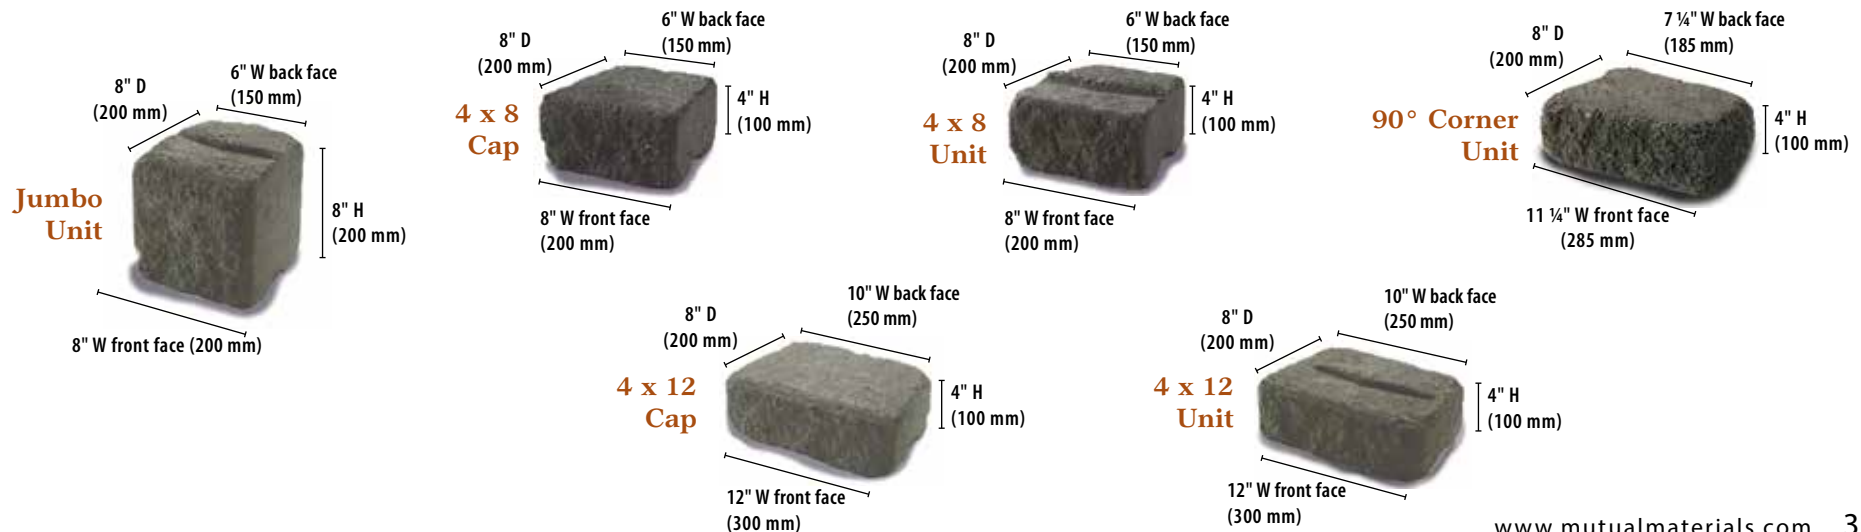 8" D
(200 mm)
6" W back face
(150 mm)
Jumbo
Unit
8" H
(200 mm)
8" W front face (200 mm)
8" D
(200 mm)
6" W back face
(150 mm)
4 x 8
Cap
4" H
(100 mm)
8" W front face
(200 mm)
8" D
(200 mm)
6" W back face
(150 mm)
4 x 8
Unit
4" H
(100 mm)
8" W front face
(200 mm)
8" D
(200 mm)
7 ¼" W back face
(185 mm)
90° Corner
Unit
4" H
(100 mm)
11 ¼" W front face
(285 mm)
8" D
(200 mm)
10" W back face
(250 mm)
4 x 12
Cap
4" H
(100 mm)
12" W front face
(300 mm)
8" D
(200 mm)
10" W back face
(250 mm)
4 x 12
Unit
4" H
(100 mm)
12" W front face
(300 mm)
www.mutualmaterials.com 3